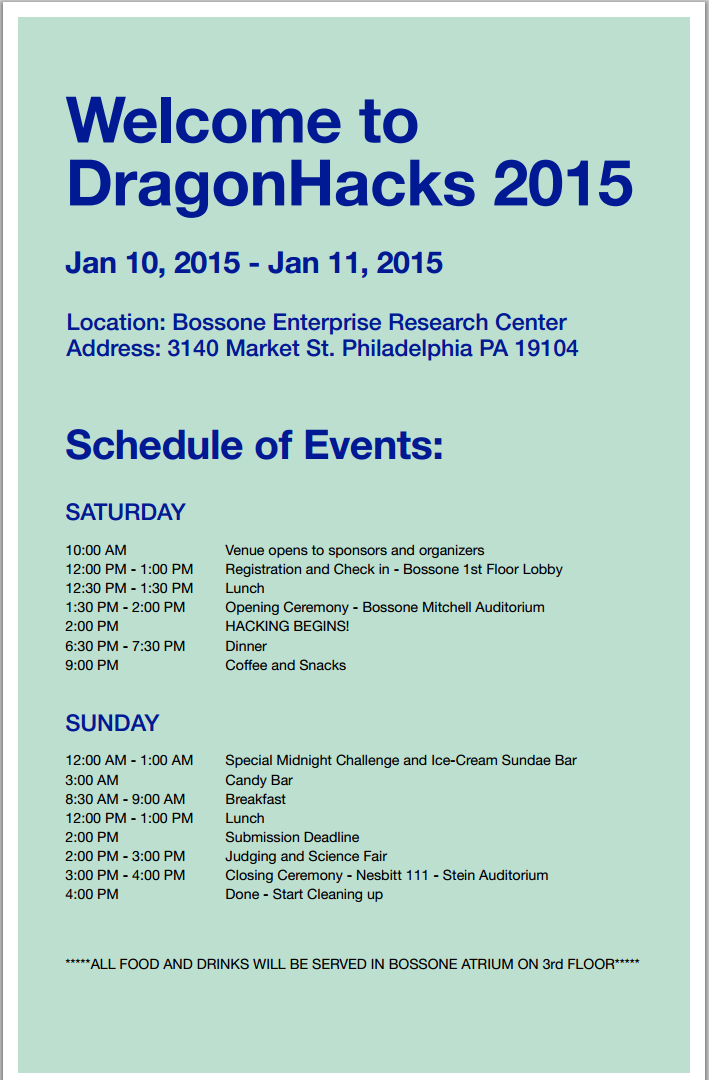 Welcome to
DragonHacks 2015
Jan 10, 2015 - Jan 11, 2015
Location: Bossone Enterprise Research Center
Address: 3140 Market St. Philadelphia PA 19104
Schedule of Events:
SATURDAY
10:00 AM Venue opens to sponsors and organizers
12:00 PM - 1:00 PM Registration and Check in - Bossone 1st Floor Lobby
12:30 PM - 1:30 PM Lunch
1:30 PM - 2:00 PM Opening Ceremony - Bossone Mitchell Auditorium
2:00 PM HACKING BEGINS!
6:30 PM - 7:30 PM Dinner
9:00 PM Coffee and Snacks
SUNDAY
12:00 AM - 1:00 AM Special Midnight Challenge and Ice-Cream Sundae Bar
3:00 AM Candy Bar
8:30 AM - 9:00 AM Breakfast
12:00 PM - 1:00 PM Lunch
2:00 PM Submission Deadline
2:00 PM - 3:00 PM Judging and Science Fair
3:00 PM - 4:00 PM Closing Ceremony - Nesbitt 111 - Stein Auditorium
4:00 PM Done - Start Cleaning up
*****ALL FOOD AND DRINKS WILL BE SERVED IN BOSSONE ATRIUM ON 3rd FLOOR*****